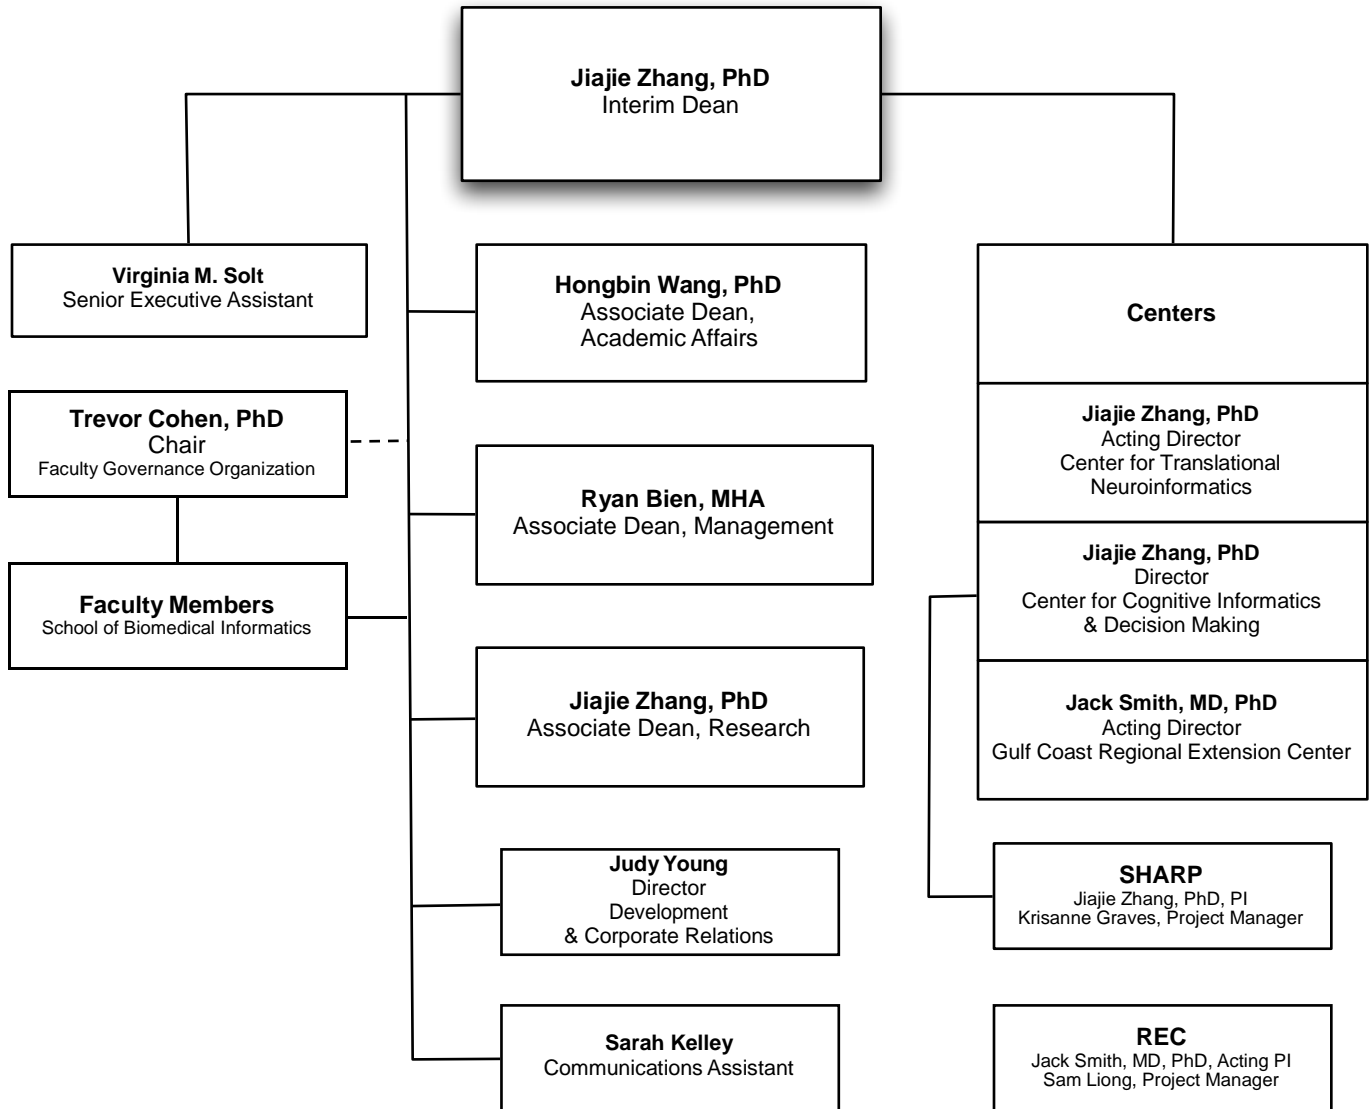 Jiajie Zhang, PhD
Interim Dean
Virginia M. Solt
Senior Executive Assistant
Trevor Cohen, PhD
Chair
Faculty Governance Organization
Faculty Members
School of Biomedical Informatics
Hongbin Wang, PhD
Associate Dean,
Academic Affairs
Ryan Bien, MHA
Associate Dean, Management
Jiajie Zhang, PhD
Associate Dean, Research
Judy Young
Director
Development
& Corporate Relations
Sarah Kelley
Communications Assistant
Centers
Jiajie Zhang, PhD
Acting Director
Center for Translational
Neuroinformatics
Jiajie Zhang, PhD
Director
Center for Cognitive Informatics
& Decision Making
Jack Smith, MD, PhD
Acting Director
Gulf Coast Regional Extension Center
SHARP
Jiajie Zhang, PhD, PI
Krisanne Graves, Project Manager
REC
Jack Smith, MD, PhD, Acting PI
Sam Liong, Project Manager